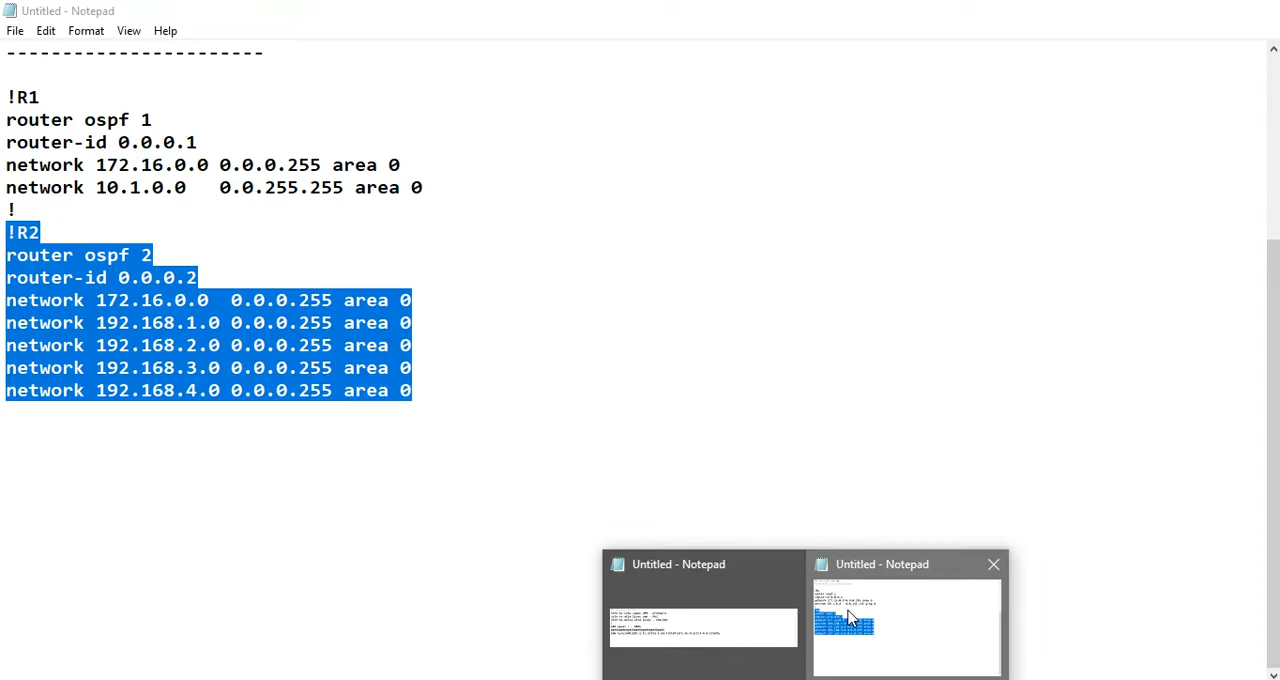 Untitled - Notepad
File Edit Format View Help
-----------------------
!R1
router ospf 1
router-id 0.0.0.1
network 172.16.0.0 0.0.0.255 area 0
network 10.1.0.0   0.0.255.255 area 0
!
!R2
router ospf 2
router-id 0.0.0.2
network 172.16.0.0  0.0.0.255 area 0
network 192.168.1.0 0.0.0.255 area 0
network 192.168.2.0 0.0.0.255 area 0
network 192.168.3.0 0.0.0.255 area 0
network 192.168.4.0 0.0.0.255 area 0
Untitled - Notepad
Untitled - Notepad